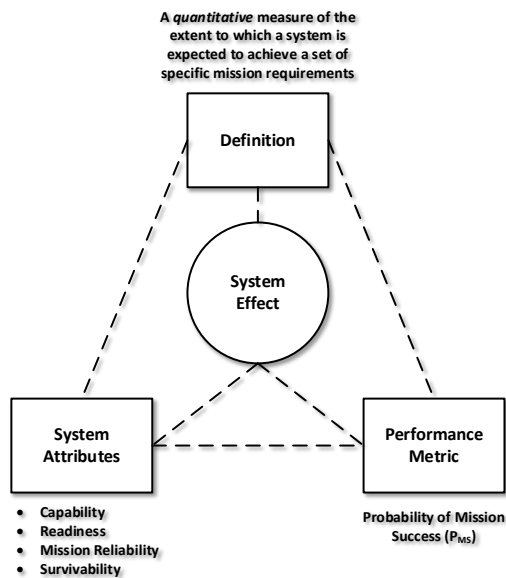 A quantitative measure of the
extent to which a system is
expected to achieve a set of
specific mission requirements
Definition
System
Effect
System
Attributes
Performance
Metric
• Capability
• Readiness
• Mission Reliability
• Survivability
Probability of Mission
Success (PMS)